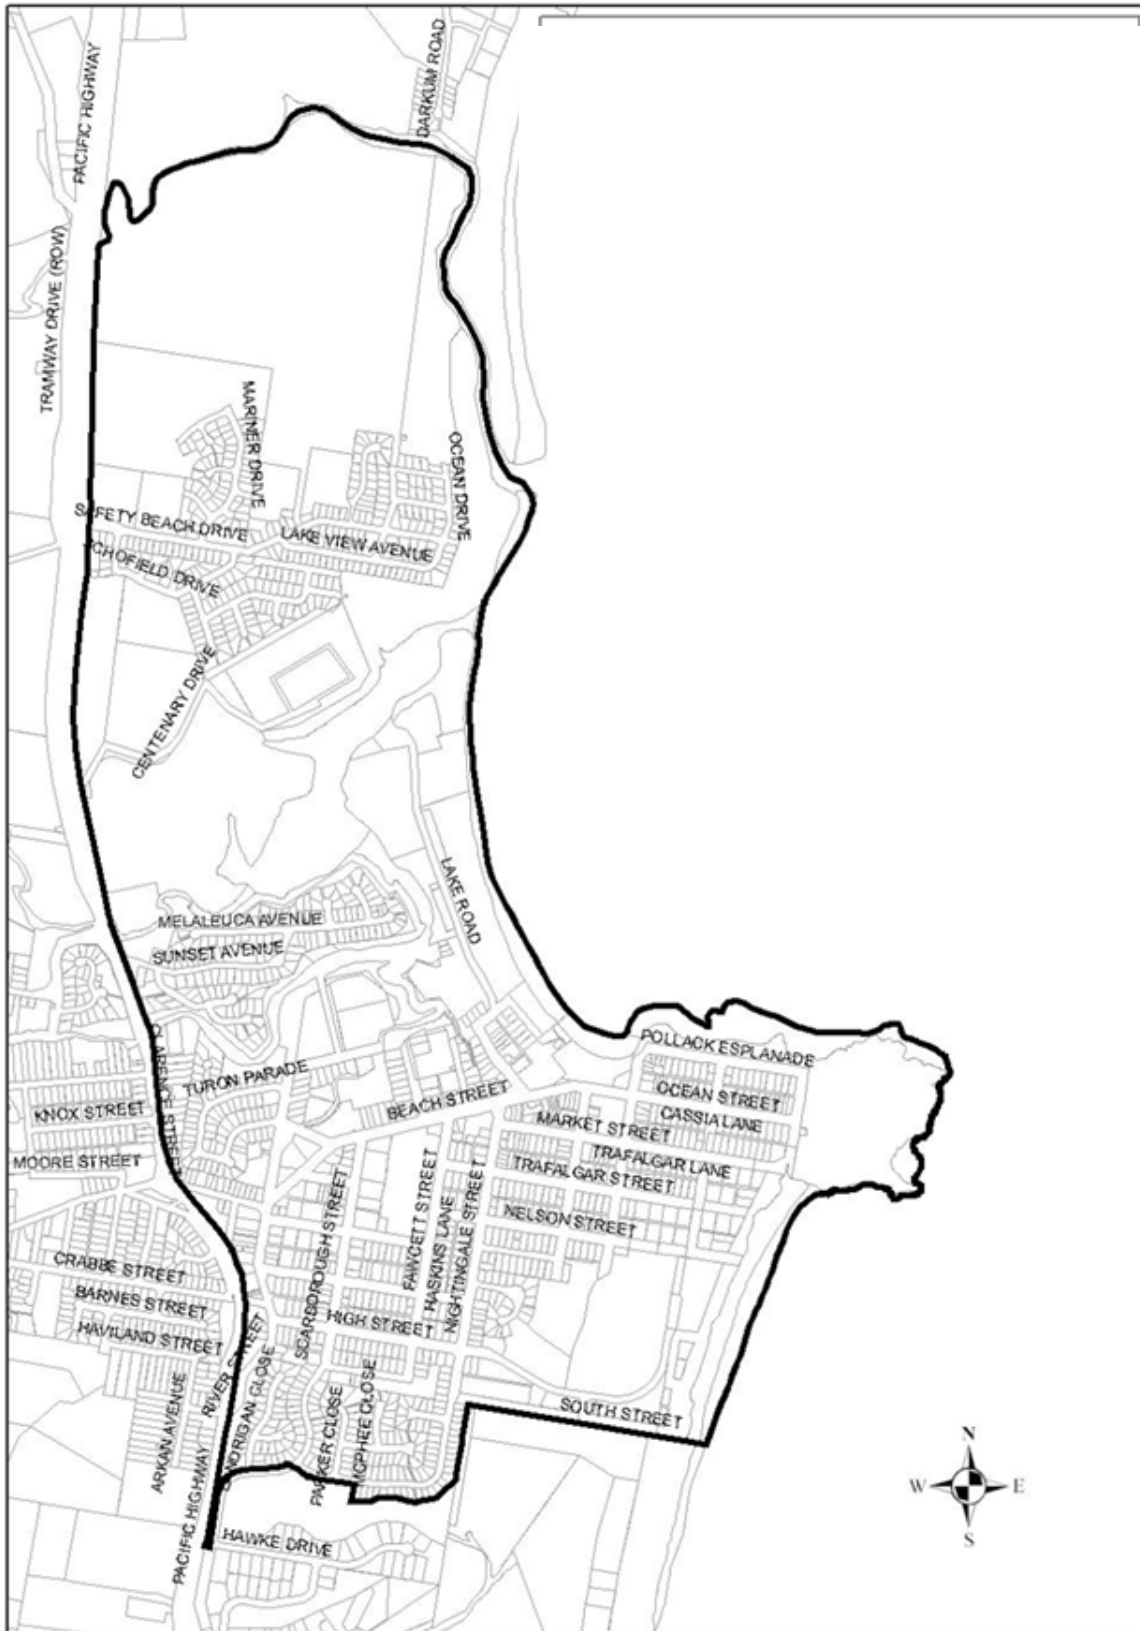 PACIFIC HIGHWAY
DARKUM ROAD
TRAMWAY DRIVE (ROW)
MARINER DRIVE
OCEAN DRIVE
SAFETY BEACH DRIVE
LAKE VIEW AVENUE
SCHOFIELD DRIVE
CENTENARY DRIVE
LAKE ROAD
MELALEUCA AVENUE
SUNSET AVENUE
CLARENCE STREET
TURON PARADE
POLLACK ESPLANADE
OCEAN STREET
BEACH STREET
CASSIA LANE
KNOX STREET
MARKET STREET
MOORE STREET
TRAFALGAR LANE
TRAFALGAR STREET
NELSON STREET
SCARBOROUGH STREET
FAWCETT STREET
HASKINS LANE
NIGHTINGALE STREET
CRABBE STREET
BARNES STREET
HAVILAND STREET
HIGH STREET
RIVER STREET
ARKAN AVENUE
PARKER CLOSE
MCPHEE CLOSE
SOUTH STREET
PACIFIC HIGHWAY
HAWKE DRIVE
N
W E
S